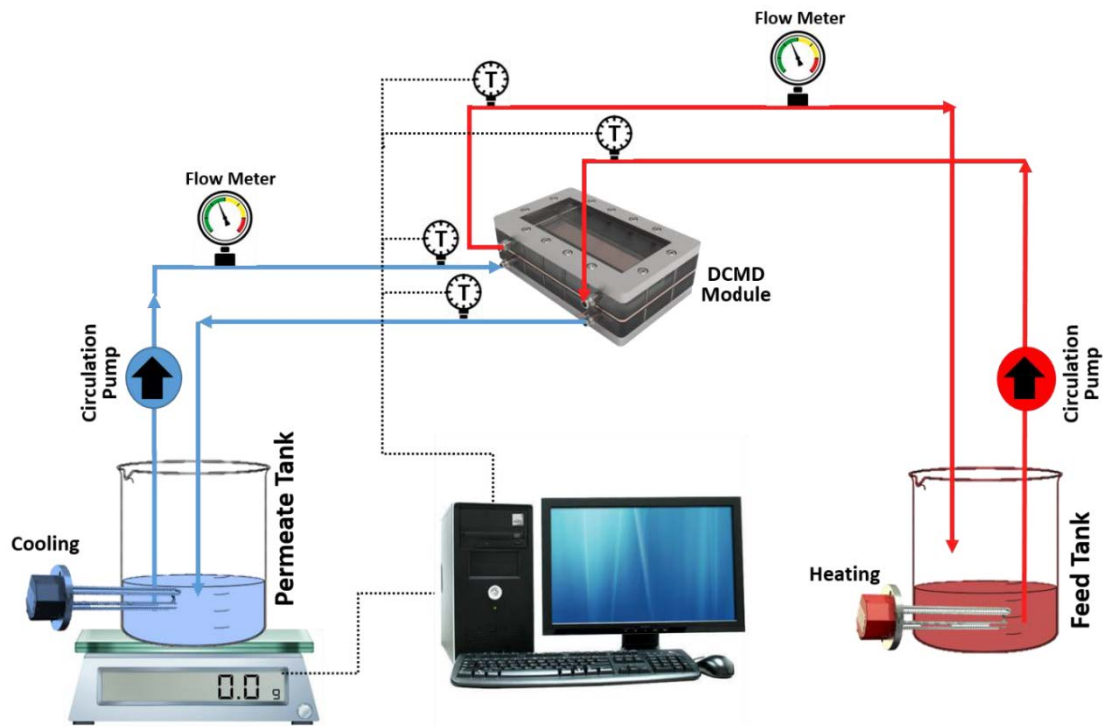 Flow Meter
T
T
Flow Meter
T
T
DCMD
Module
Circulation
Pump
Circulation
Pump
Permeate Tank
Cooling
Heating
Feed Tank
0.0 g